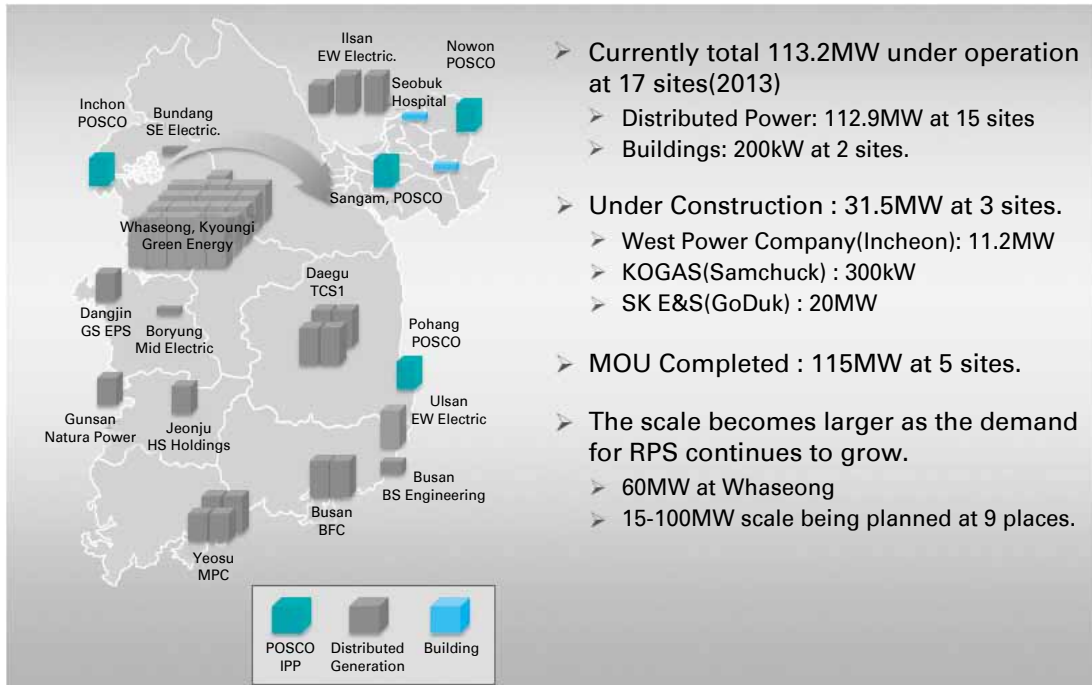 Ilsan
EW Electric.
Nowon
POSCO
Seobuk
Hospital
Inchon
POSCO
Bundang
SE Electric.
Sangam, POSCO
Whaseong, Kyoungi
Green Energy
Daegu
TCS1
Dangjin
GS EPS
Boryung
Mid Electric
Pohang
POSCO
Gunsan
Natura Power
Jeonju
HS Holdings
Ulsan
EW Electric
Busan
BS Engineering
Busan
BFC
Yeosu
MPC
POSCO
IPP
Distributed
Generation
Building
Currently total 113.2MW under operation
at 17 sites(2013)
Distributed Power: 112.9MW at 15 sites
Buildings: 200kW at 2 sites.
Under Construction : 31.5MW at 3 sites.
West Power Company(Incheon): 11.2MW
KOGAS(Samchuck) : 300kW
SK E&S(GoDuk) : 20MW
MOU Completed : 115MW at 5 sites.
The scale becomes larger as the demand
for RPS continues to grow.
60MW at Whaseong
15-100MW scale being planned at 9 places.